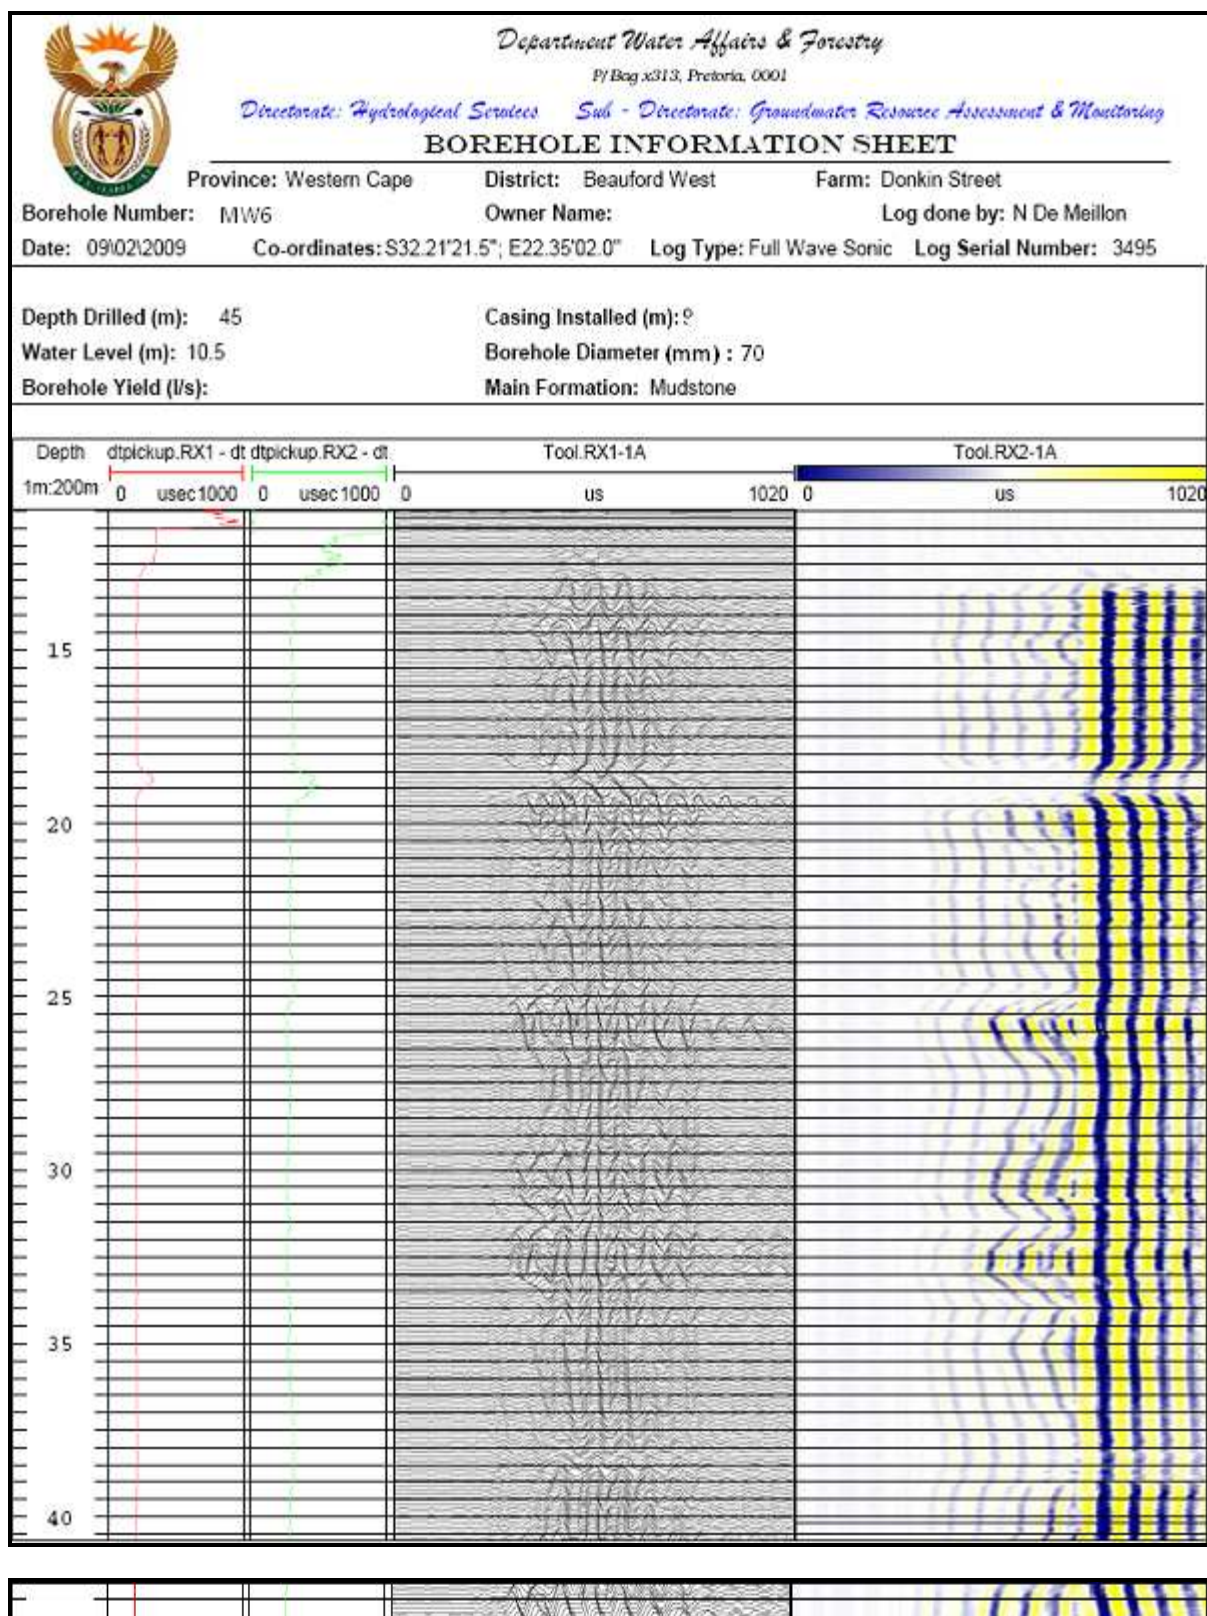 Department Water Affairs & Forestry
P/Bag x313, Pretoria, 0001
Directorate: Hydrological Services Sub - Directorate: Groundwater Resource Assessment & Monitoring
BOREHOLE INFORMATION SHEET
Province: Western Cape District: Beauford West Farm: Donkin Street
Borehole Number: MW6 Owner Name: Log done by: N De Meillon
Date: 09\02\2009 Co-ordinates: S32.21'21.5"; E22.35'02.0" Log Type: Full Wave Sonic Log Serial Number: 3495
Depth Drilled (m): 45 Casing Installed (m): ?
Water Level (m): 10.5 Borehole Diameter (mm) : 70
Borehole Yield (l/s): Main Formation: Mudstone
Depth dtpickup.RX1 - dt dtpickup.RX2 - dt Tool.RX1-1A Tool.RX2-1A
1m:200m 0 usec 1000 0 usec 1000 0 us 1020 0 us 1020
15
20
25
30
35
40